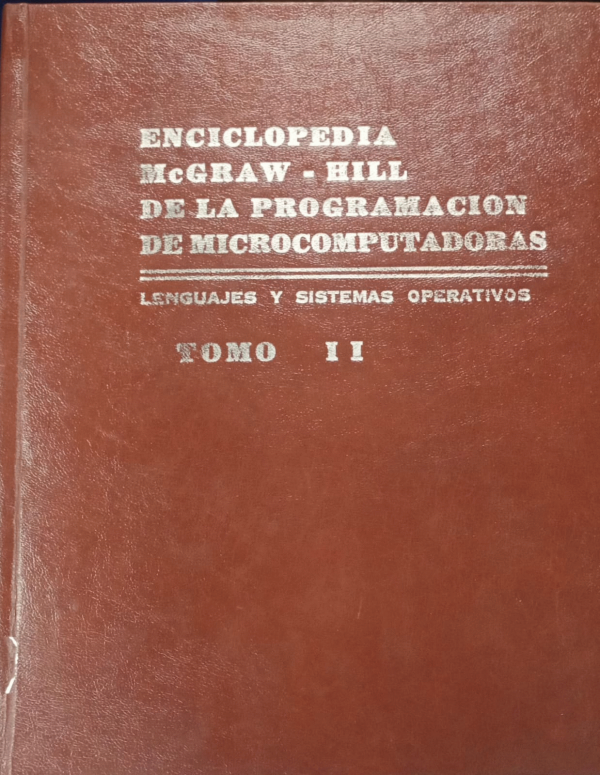 ENCICLOPEDIA
McGRAW - HILL
DE LA PROGRAMACION
DE MICROCOMPUTADORAS
LENGUAJES Y SISTEMAS OPERATIVOS
TOMO II